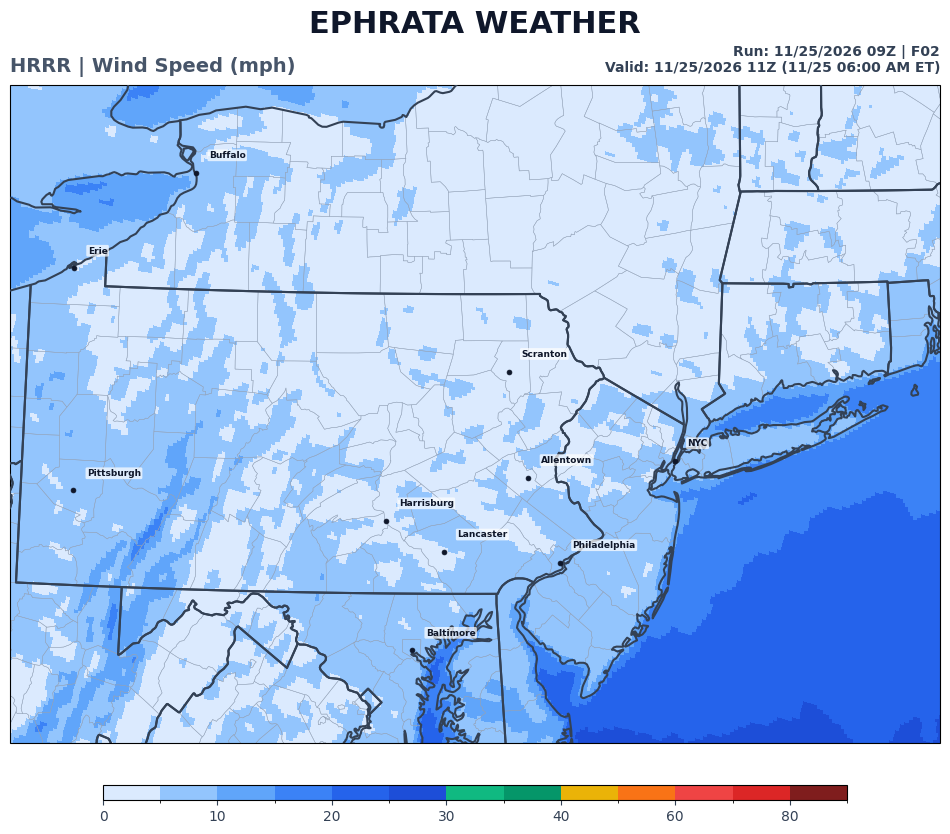 EPHRATA WEATHER
HRRR | Wind Speed (mph)
Run: 11/25/2026 09Z | F02
Valid: 11/25/2026 11Z (11/25 06:00 AM ET)
Buffalo
Erie
Scranton
NYC
Allentown
Pittsburgh
Harrisburg
Lancaster
Philadelphia
Baltimore
0 10 20 30 40 60 80